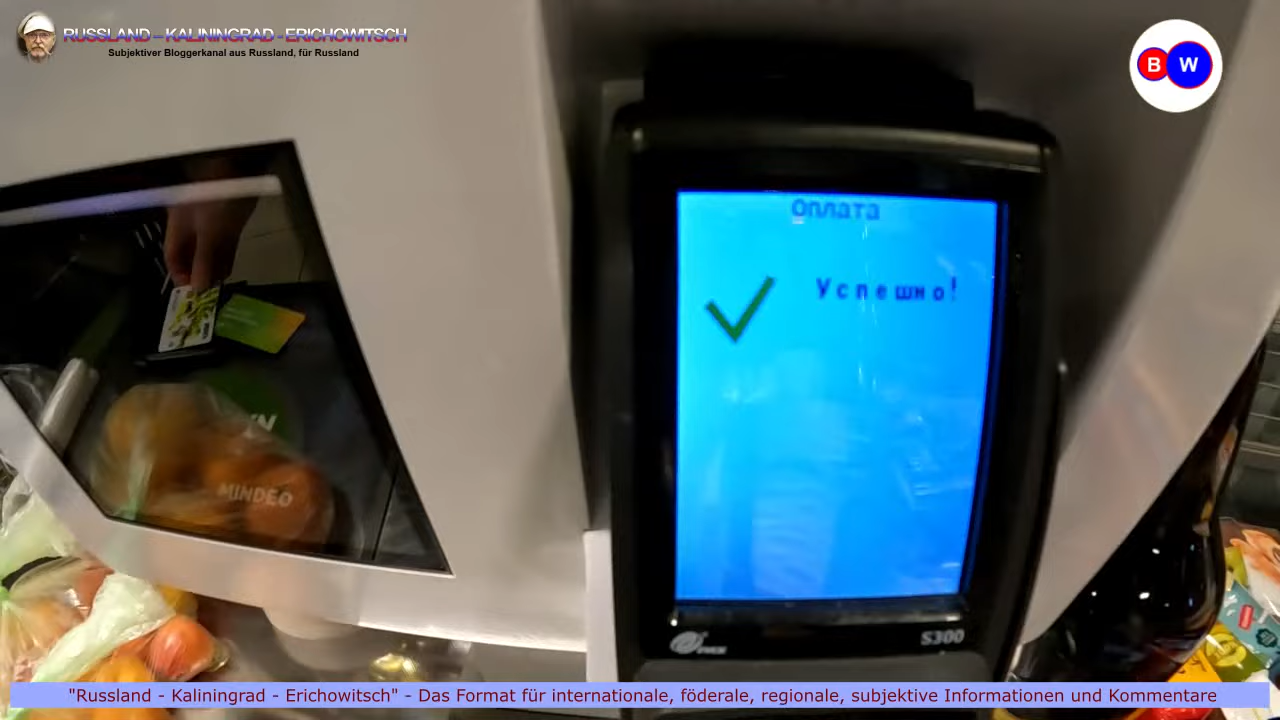 RUSSLAND – KALININGRAD - ERICHOWITSCH
Subjektiver Bloggerkanal aus Russland, für Russland
B W
Оплата
Успешно!
MINDEO
S300
"Russland - Kaliningrad - Erichowitsch" - Das Format für internationale, föderale, regionale, subjektive Informationen und Kommentare